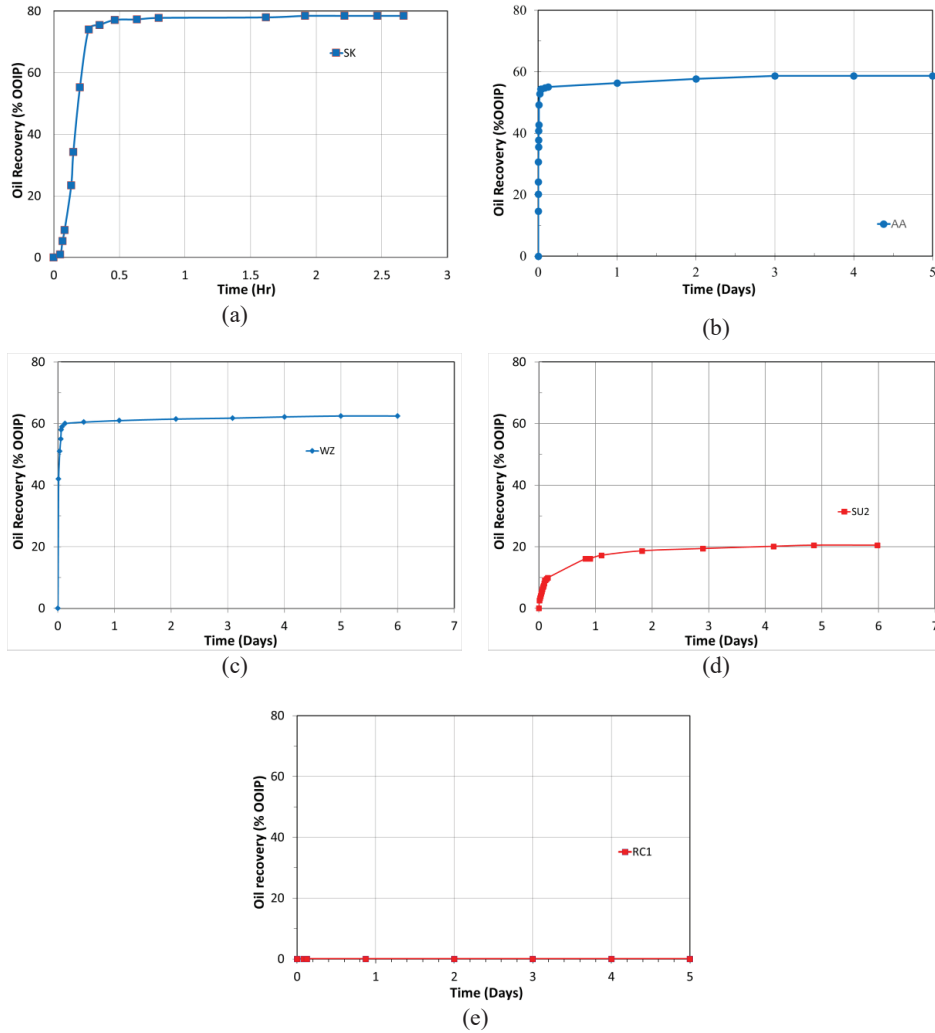 80
60
40
20
0
Oil Recovery (% OOIP)
SK
0 0.5 1 1.5 2 2.5 3
Time (Hr)
(a)
80
60
40
20
0
Oil Recovery (%OOIP)
AA
0 1 2 3 4 5
Time (Days)
(b)
80
60
40
20
0
Oil Recovery (% OOIP)
WZ
0 1 2 3 4 5 6 7
Time (Days)
(c)
80
60
40
20
0
Oil Recovery (% OOIP)
SU2
0 1 2 3 4 5 6 7
Time (Days)
(d)
80
60
40
20
0
Oil recovery (% OOIP)
RC1
0 1 2 3 4 5
Time (Days)
(e)